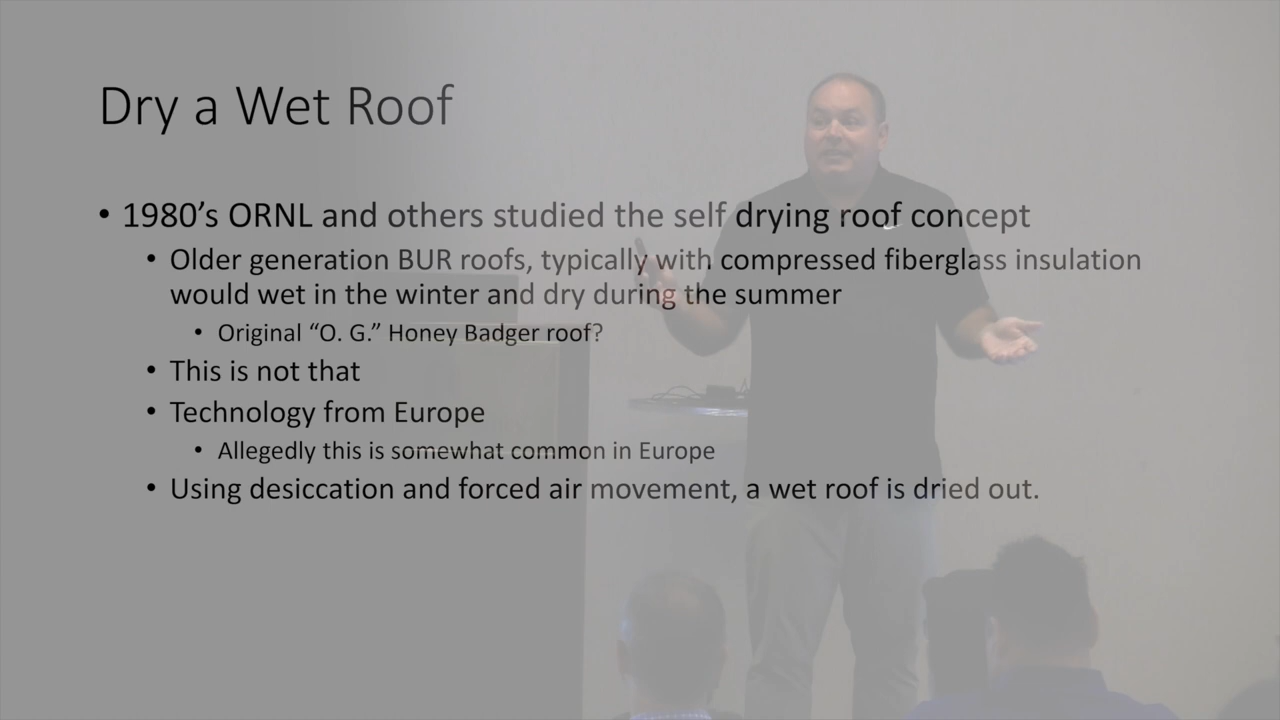 Dry a Wet Roof
• 1980’s ORNL and others studied the self drying roof concept
• Older generation BUR roofs, typically with compressed fiberglass insulation
would wet in the winter and dry during the summer
• Original “O. G.” Honey Badger roof?
• This is not that
• Technology from Europe
• Allegedly this is somewhat common in Europe
• Using desiccation and forced air movement, a wet roof is dried out.